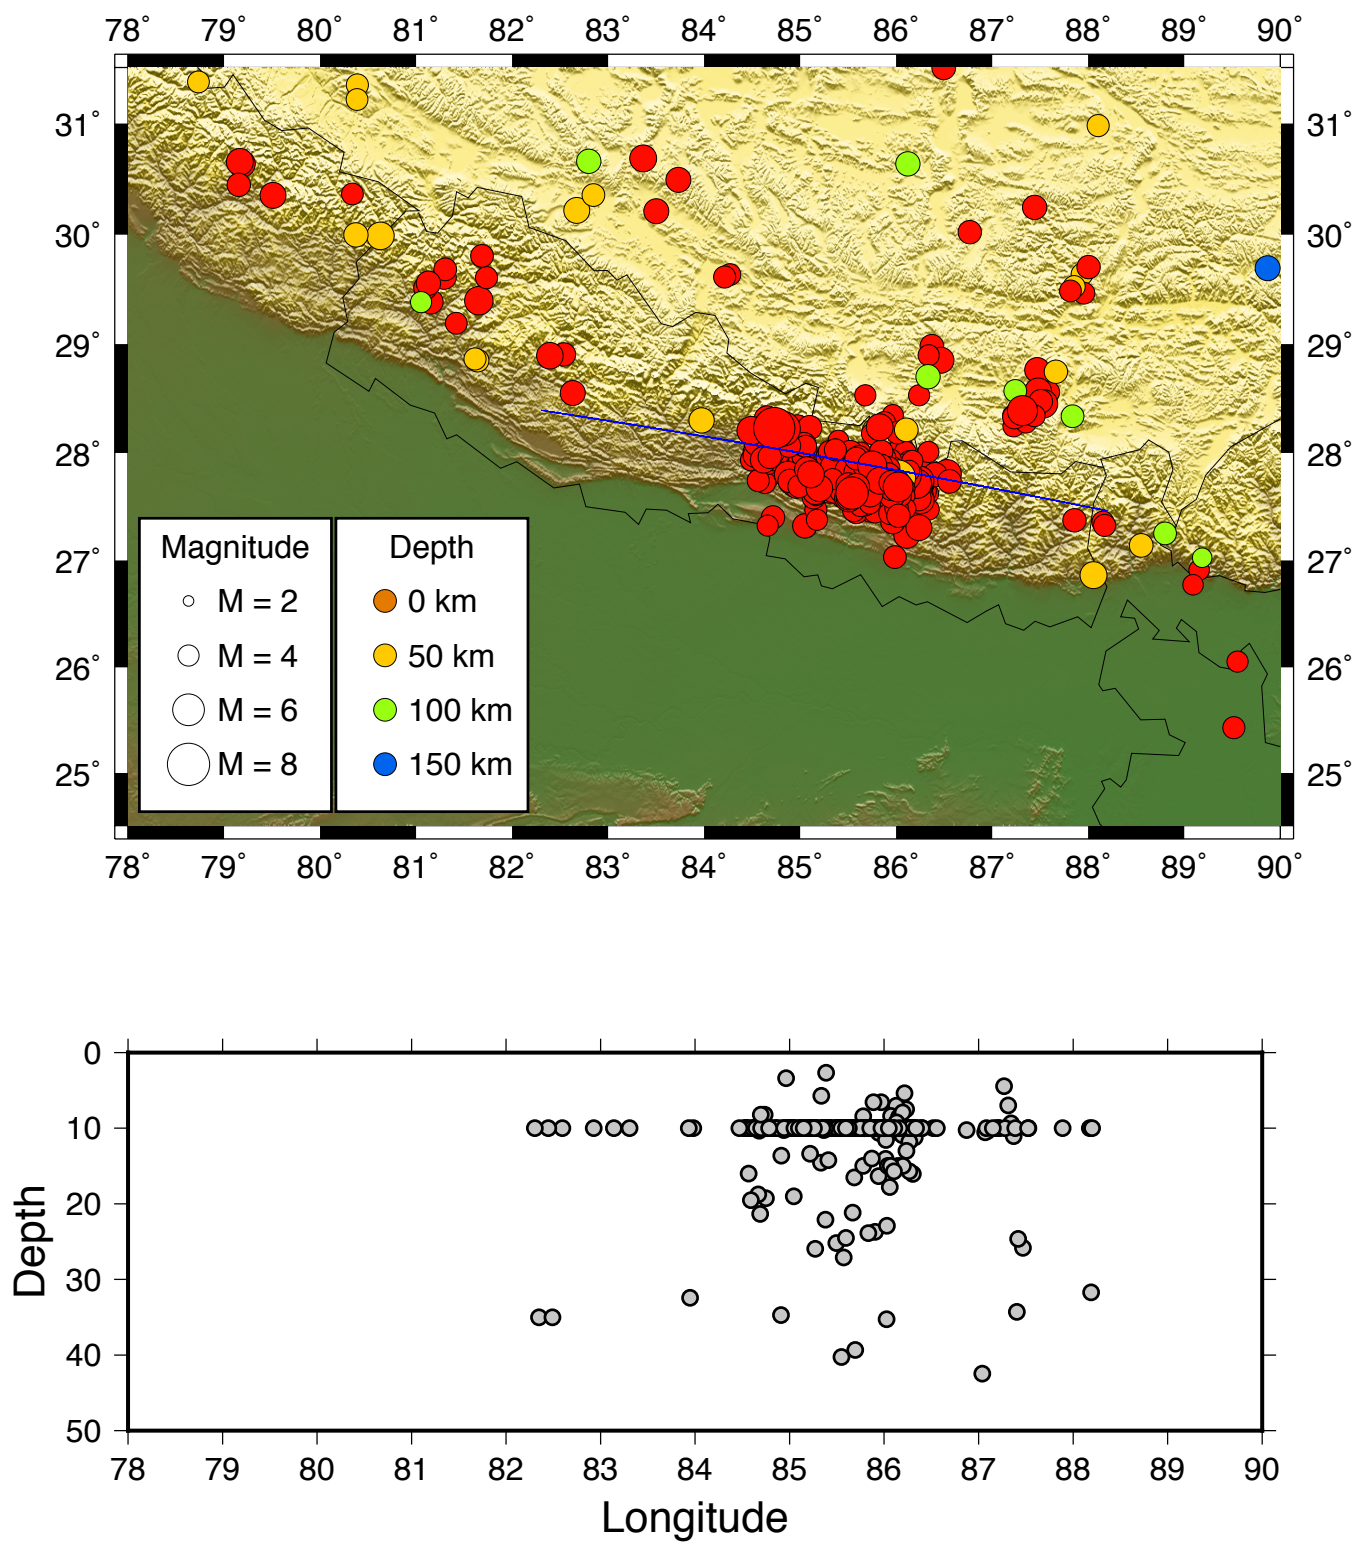 78˚ 79˚ 80˚ 81˚ 82˚ 83˚ 84˚ 85˚ 86˚ 87˚ 88˚ 89˚ 90˚
31˚ 31˚
30˚ 30˚
29˚ 29˚
28˚ 28˚
27˚ 27˚
26˚ 26˚
25˚ 25˚
Magnitude
M = 2
M = 4
M = 6
M = 8
Depth
0 km
50 km
100 km
150 km
78˚ 79˚ 80˚ 81˚ 82˚ 83˚ 84˚ 85˚ 86˚ 87˚ 88˚ 89˚ 90˚
0
10
20
30
40
50
Depth
78 79 80 81 82 83 84 85 86 87 88 89 90
Longitude